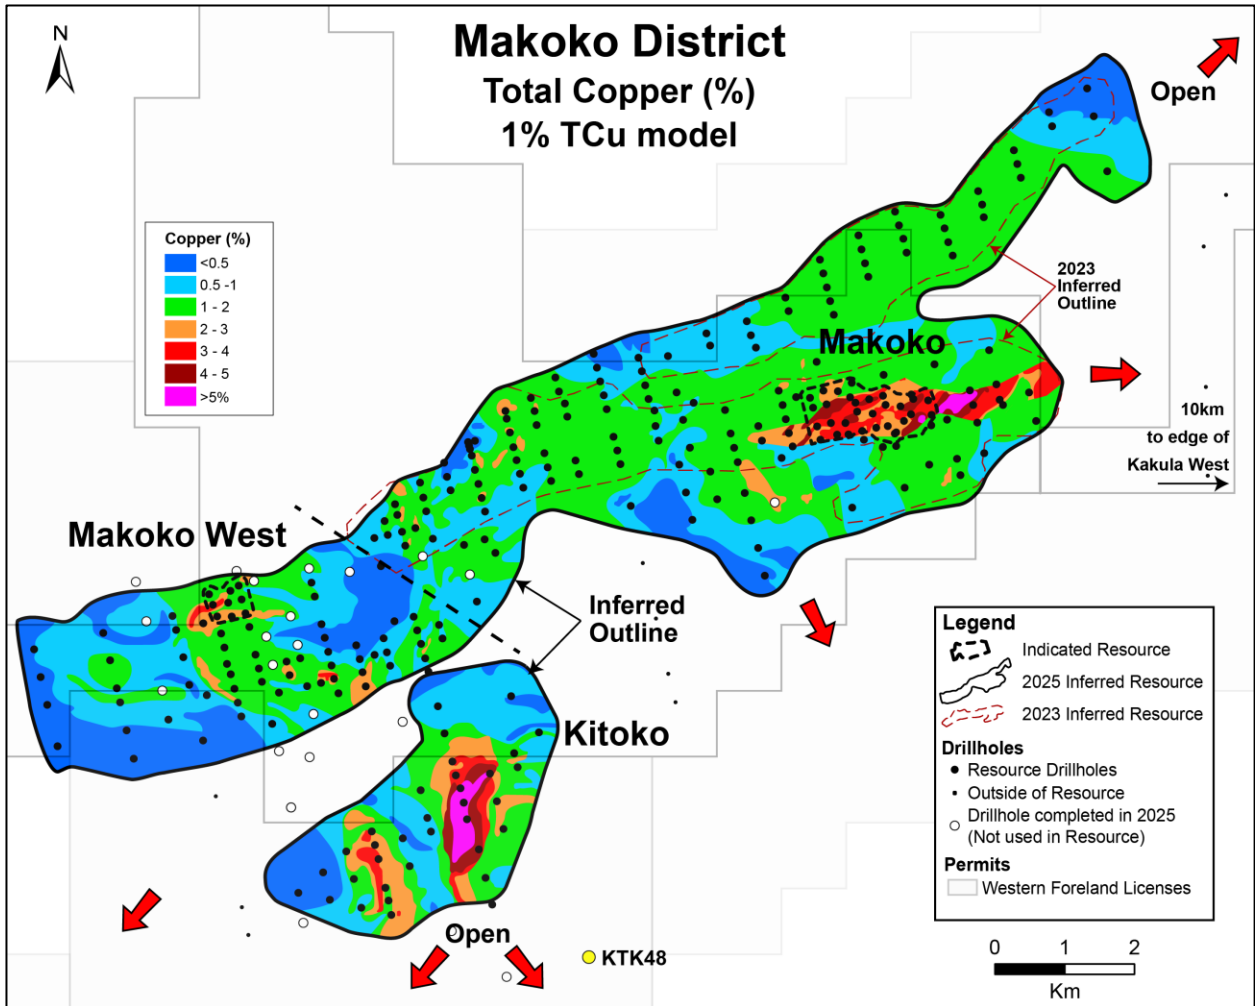 N
Makoko District
Total Copper (%)
1% TCu model
Open
Copper (%)
<0.5
0.5 -1
1 - 2
2 - 3
3 - 4
4 - 5
>5%
2023
Inferred
Outline
Makoko
10km
to edge of
Kakula West
Makoko West
Inferred
Outline
Kitoko
Open
KTK48
Legend
Indicated Resource
2025 Inferred Resource
2023 Inferred Resource
Drillholes
Resource Drillholes
Outside of Resource
Drillhole completed in 2025
(Not used in Resource)
Permits
Western Foreland Licenses
0 1 2
Km